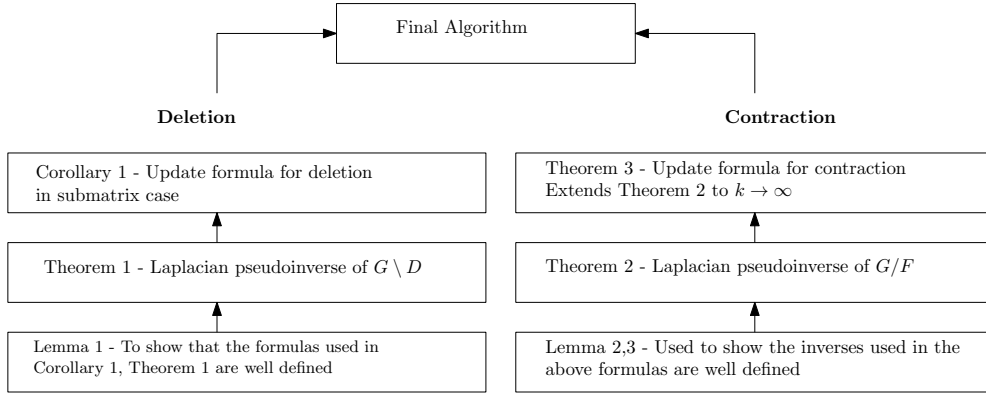 Final Algorithm
Deletion
Contraction
Corollary 1 - Update formula for deletion
in submatrix case
Theorem 3 - Update formula for contraction
Extends Theorem 2 to k → ∞
Theorem 1 - Laplacian pseudoinverse of G \ D
Theorem 2 - Laplacian pseudoinverse of G/F
Lemma 1 - To show that the formulas used in
Corollary 1, Theorem 1 are well defined
Lemma 2,3 - Used to show the inverses used in the
above formulas are well defined